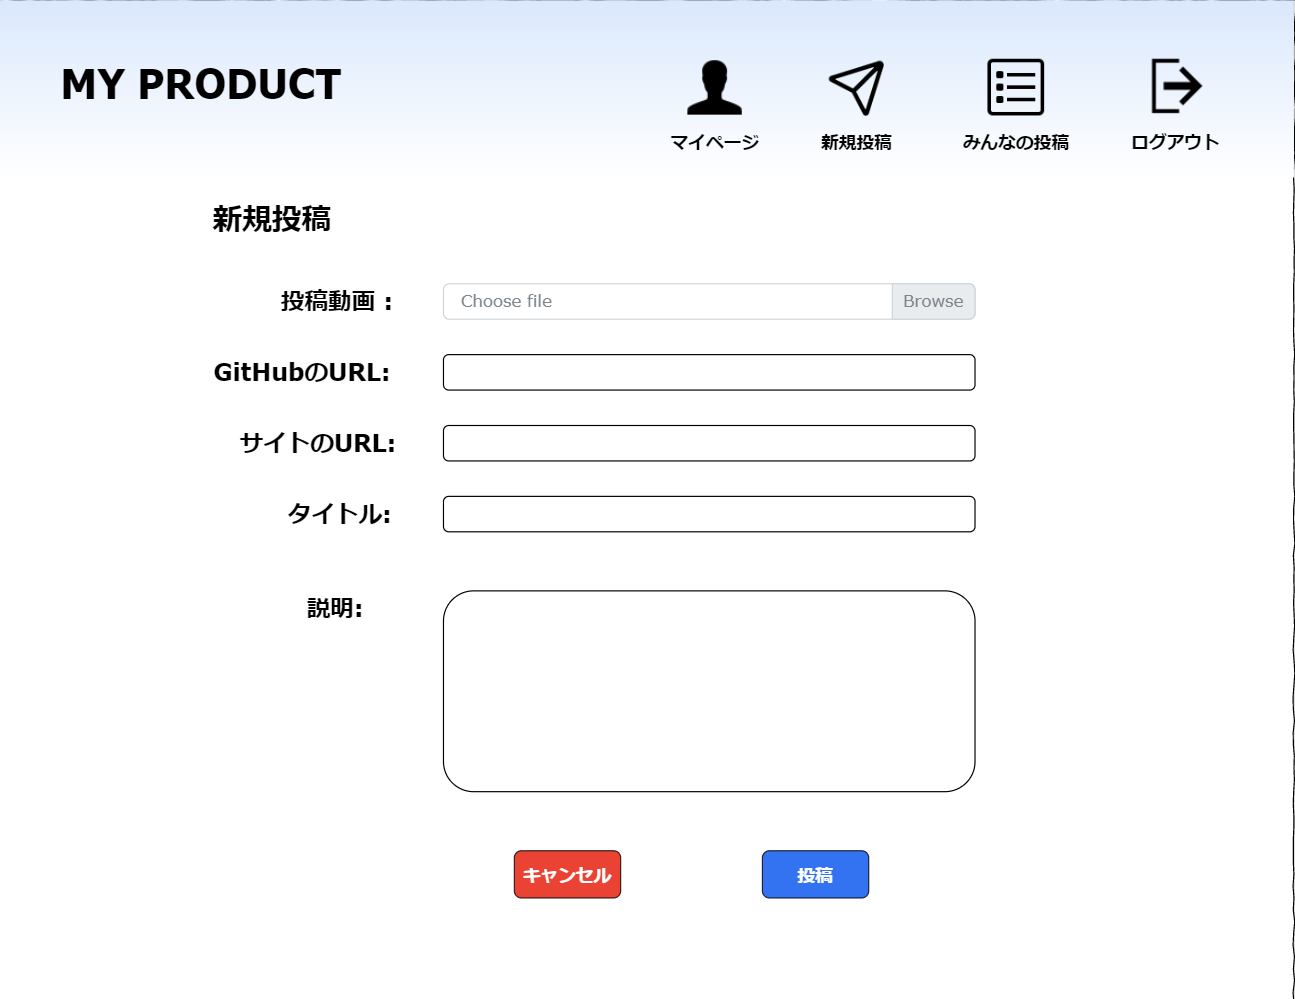 MY PRODUCT
マイページ
新規投稿
みんなの投稿
ログアウト
新規投稿
投稿動画 :
Choose file
Browse
GitHubのURL:
サイトのURL:
タイトル:
説明:
キャンセル
投稿